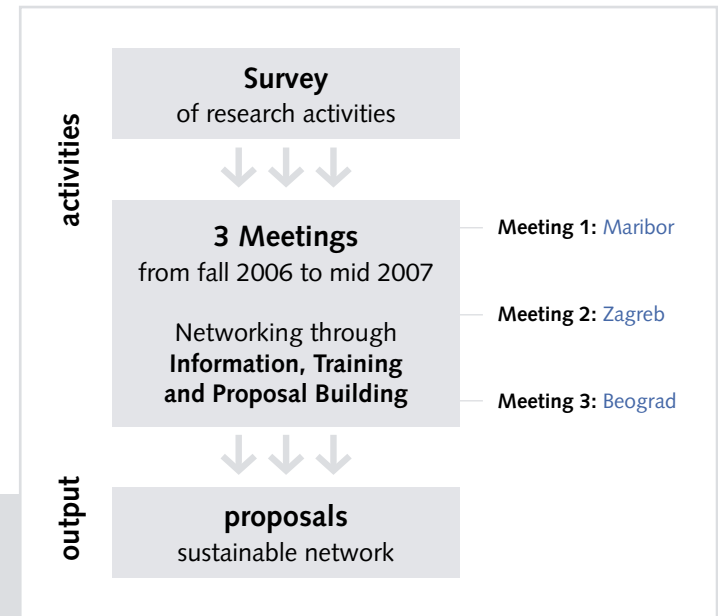 activities
Survey
of research activities
3 Meetings
from fall 2006 to mid 2007
Networking through
Information, Training
and Proposal Building
Meeting 1: Maribor
Meeting 2: Zagreb
Meeting 3: Beograd
output
proposals
sustainable network